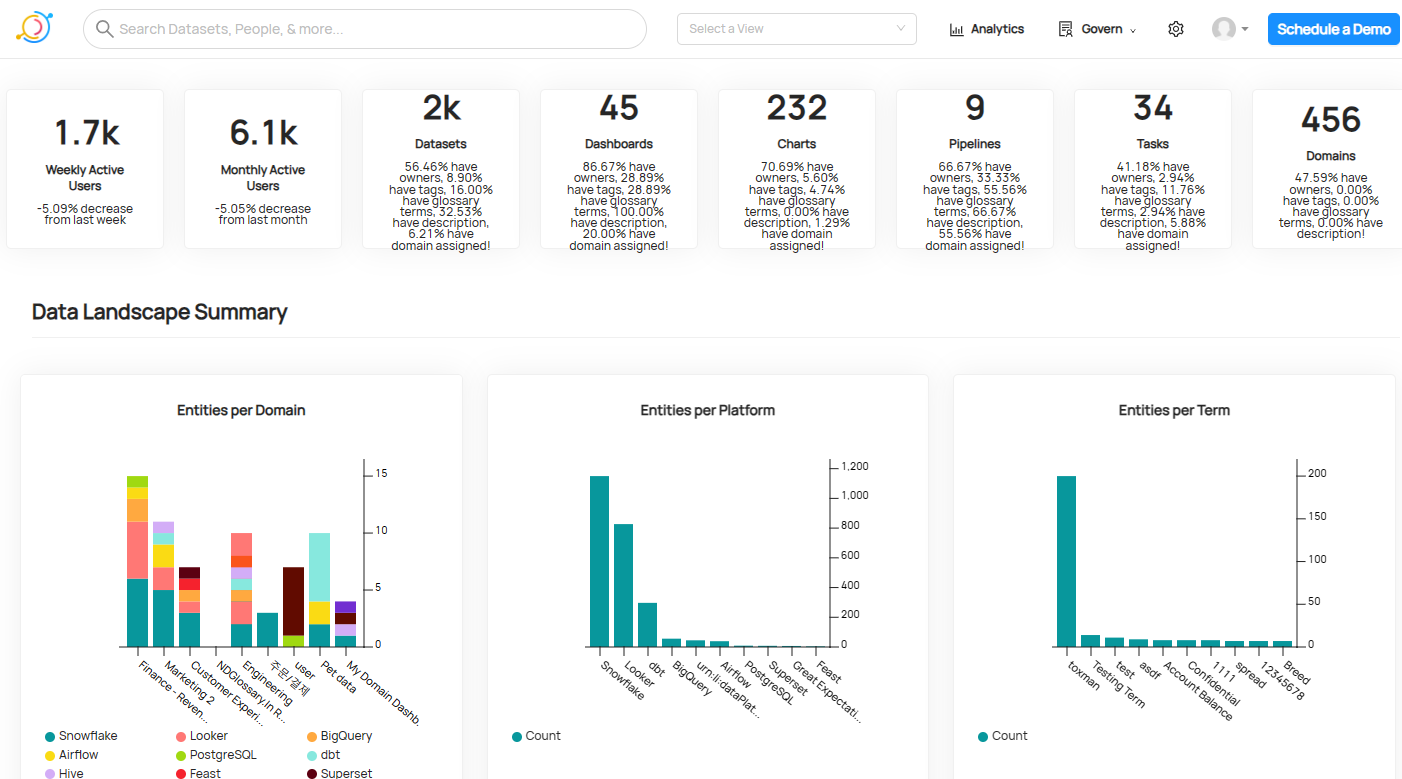 Search Datasets, People, & more...
Select a View
Analytics
Govern
Schedule a Demo
1.7k
Weekly Active
Users
-5.09% decrease
from last week
6.1k
Monthly Active
Users
-5.05% decrease
from last month
2k
Datasets
56.46% have
owners, 8.90%
have tags, 16.00%
have glossary
terms, 32.53%
have description,
6.21% have
domain assigned!
45
Dashboards
86.67% have
owners, 28.89%
have tags, 28.89%
have glossary
terms, 100.00%
have description,
20.00% have
domain assigned!
232
Charts
70.69% have
owners, 5.60%
have tags, 4.74%
have glossary
terms, 0.00% have
description, 1.29%
have domain
assigned!
9
Pipelines
66.67% have
owners, 33.33%
have tags, 55.56%
have glossary
terms, 66.67%
have description,
55.56% have
domain assigned!
34
Tasks
41.18% have
owners, 2.94%
have tags, 11.76%
have glossary
terms, 2.94% have
description, 5.88%
have domain
assigned!
456
Domains
47.59% have
owners, 0.00%
have tags, 0.00%
have glossary
terms, 0.00% have
description!
Data Landscape Summary
Entities per Domain
15
10
5
0
Finance - Reven...
Marketing 2
Customer Experi...
NDGlossary.In R...
Engineering
주문/결제
user
Pet data
My Domain Dashb.
Snowflake
Looker
BigQuery
Airflow
PostgreSQL
dbt
Hive
Feast
Superset
Entities per Platform
1,200
1,000
800
600
400
200
0
Snowflake
Looker
dbt
BigQuery
urn:li:dataPlat...
Airflow
PostgreSQL
Superset
Great Expectati...
Feast
Count
Entities per Term
200
150
100
50
0
toxman
Testing Term
test
asdf
Account Balance
Confidential
1111
spread
12345678
Breed
Count